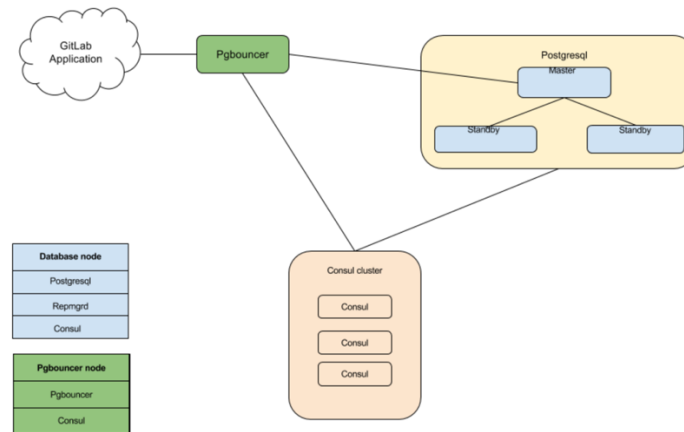 GitLab
Application
Pgbouncer
Postgresql
Master
Standby
Standby
Consul cluster
Consul
Consul
Consul
Database node
Postgresql
Repmgrd
Consul
Pgbouncer node
Pgbouncer
Consul